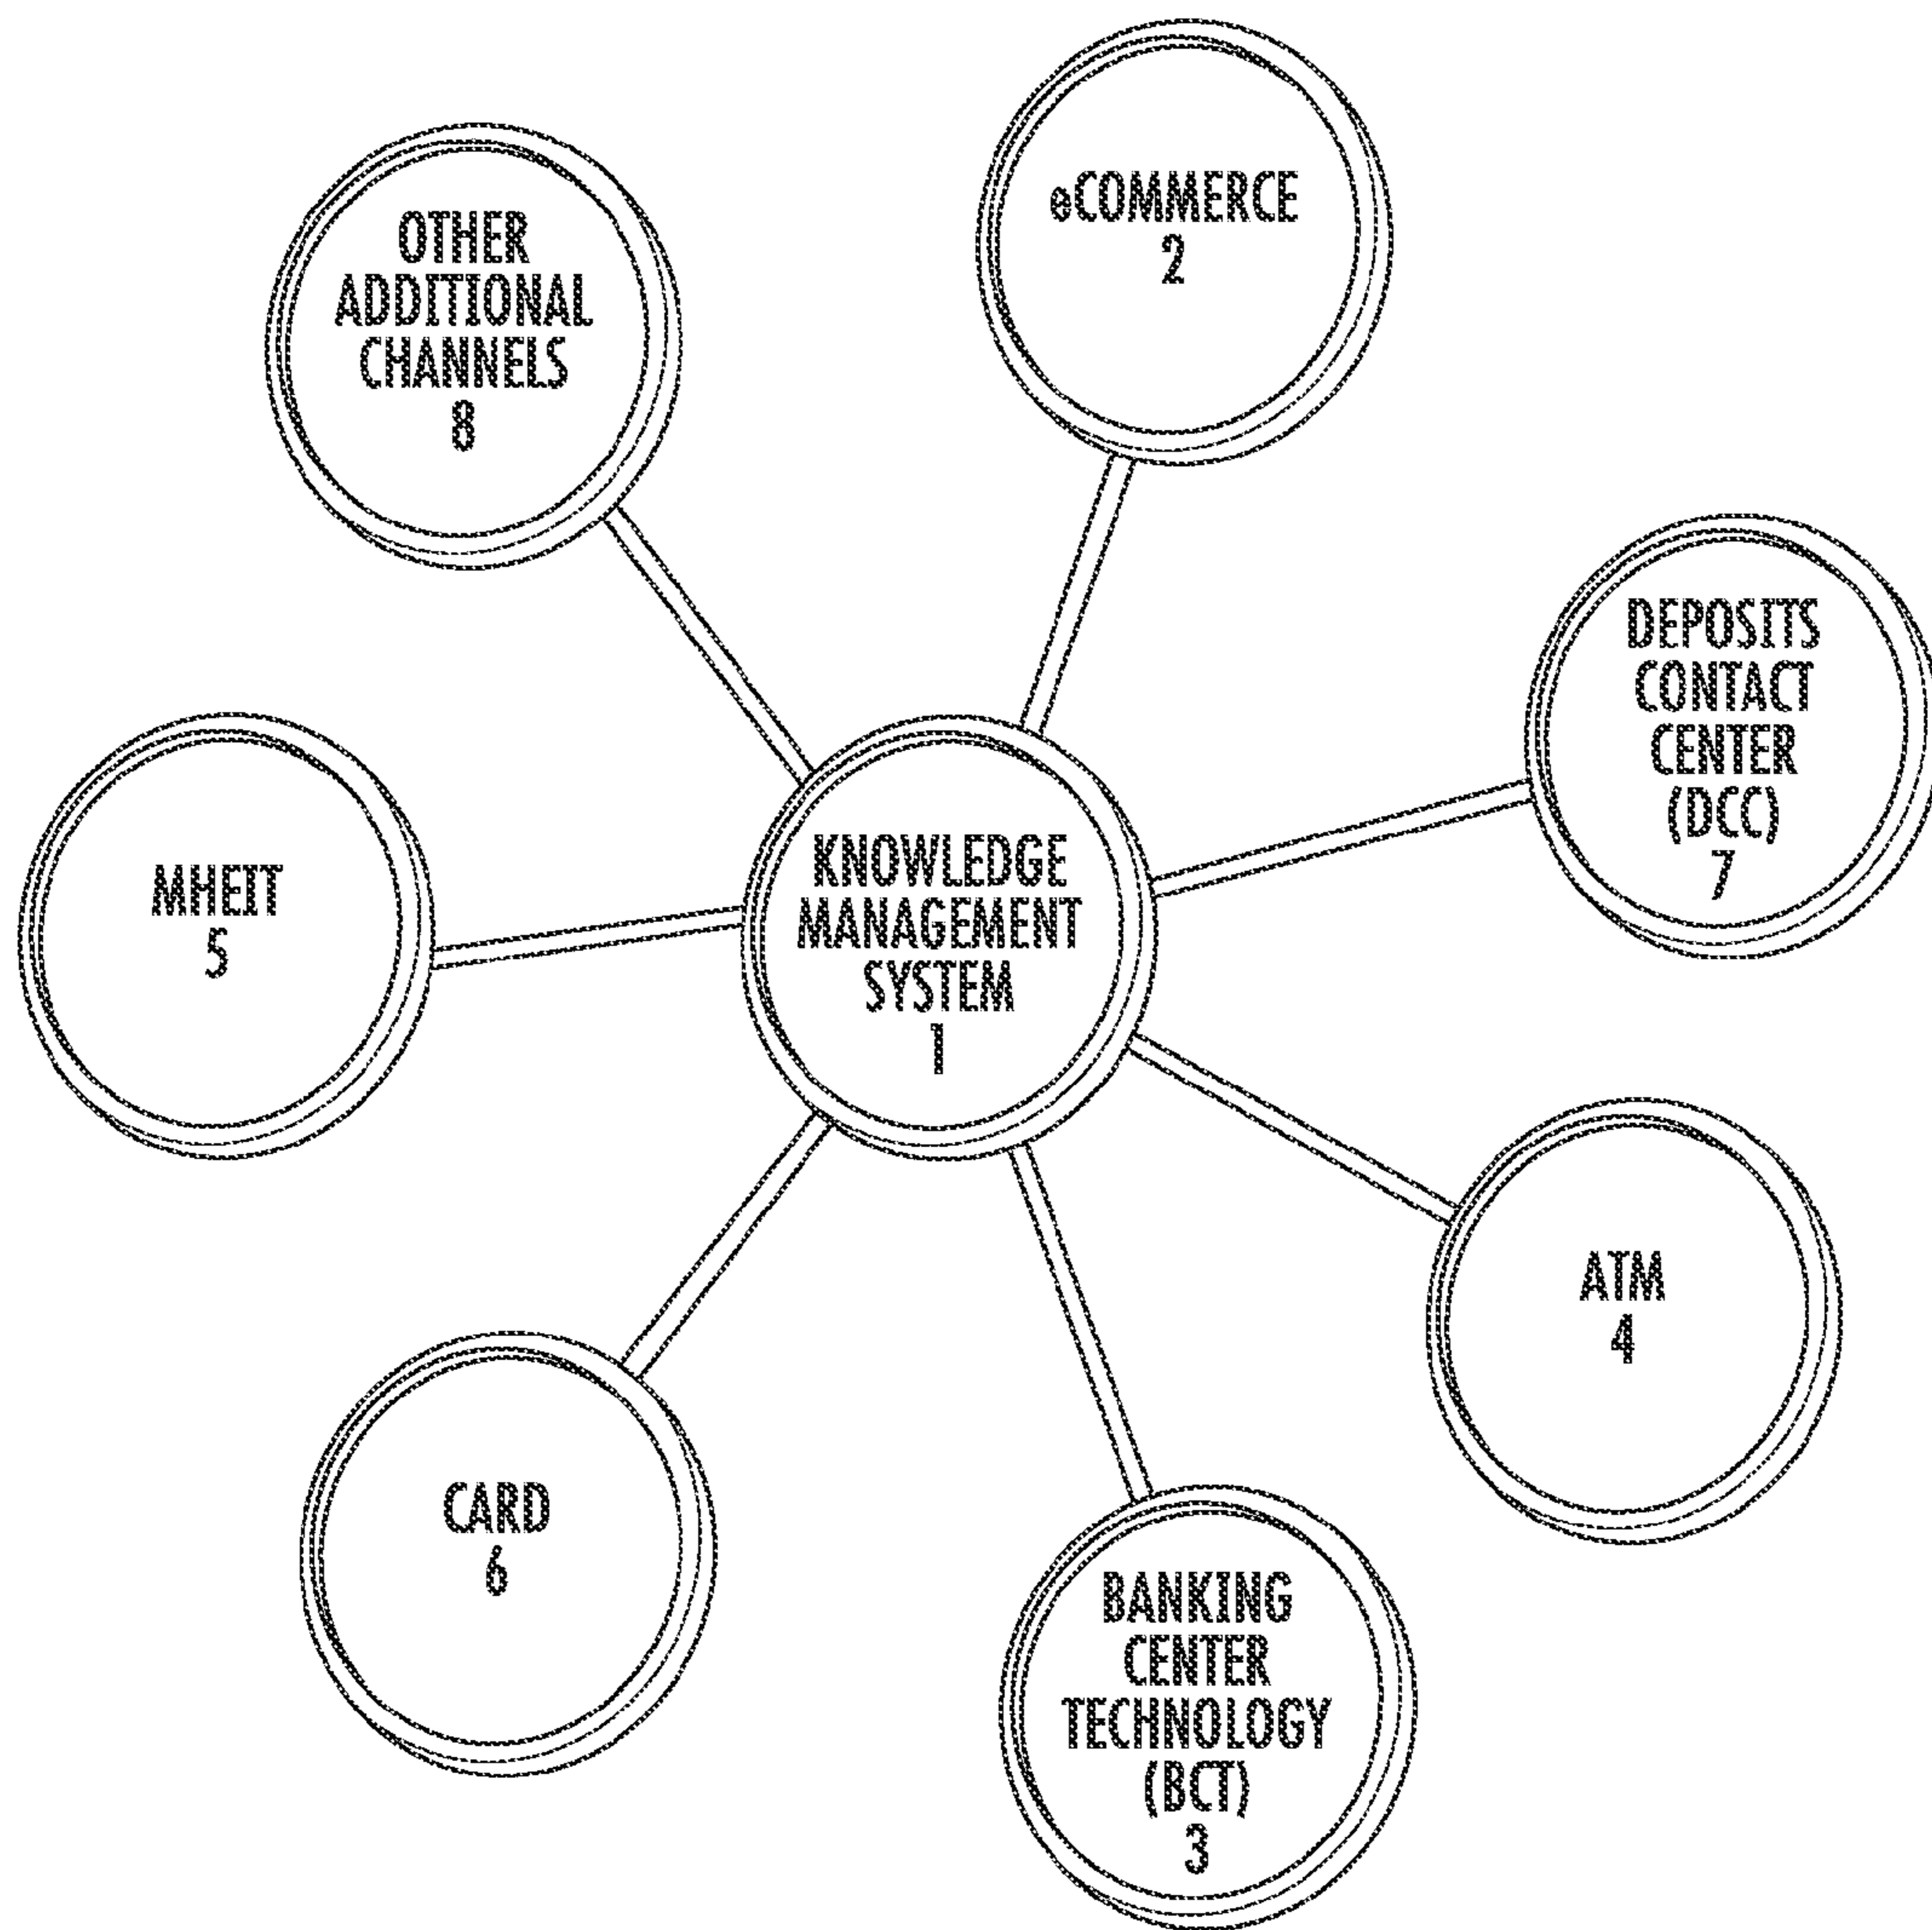 eCOMMERCE
2
OTHER
ADDITIONAL
CHANNELS
8
DEPOSITS
CONTACT
CENTER
(DCC)
7
KNOWLEDGE
MANAGEMENT
SYSTEM
1
MHEIT
5
ATM
4
CARD
6
BANKING
CENTER
TECHNOLOGY
(BCT)
3